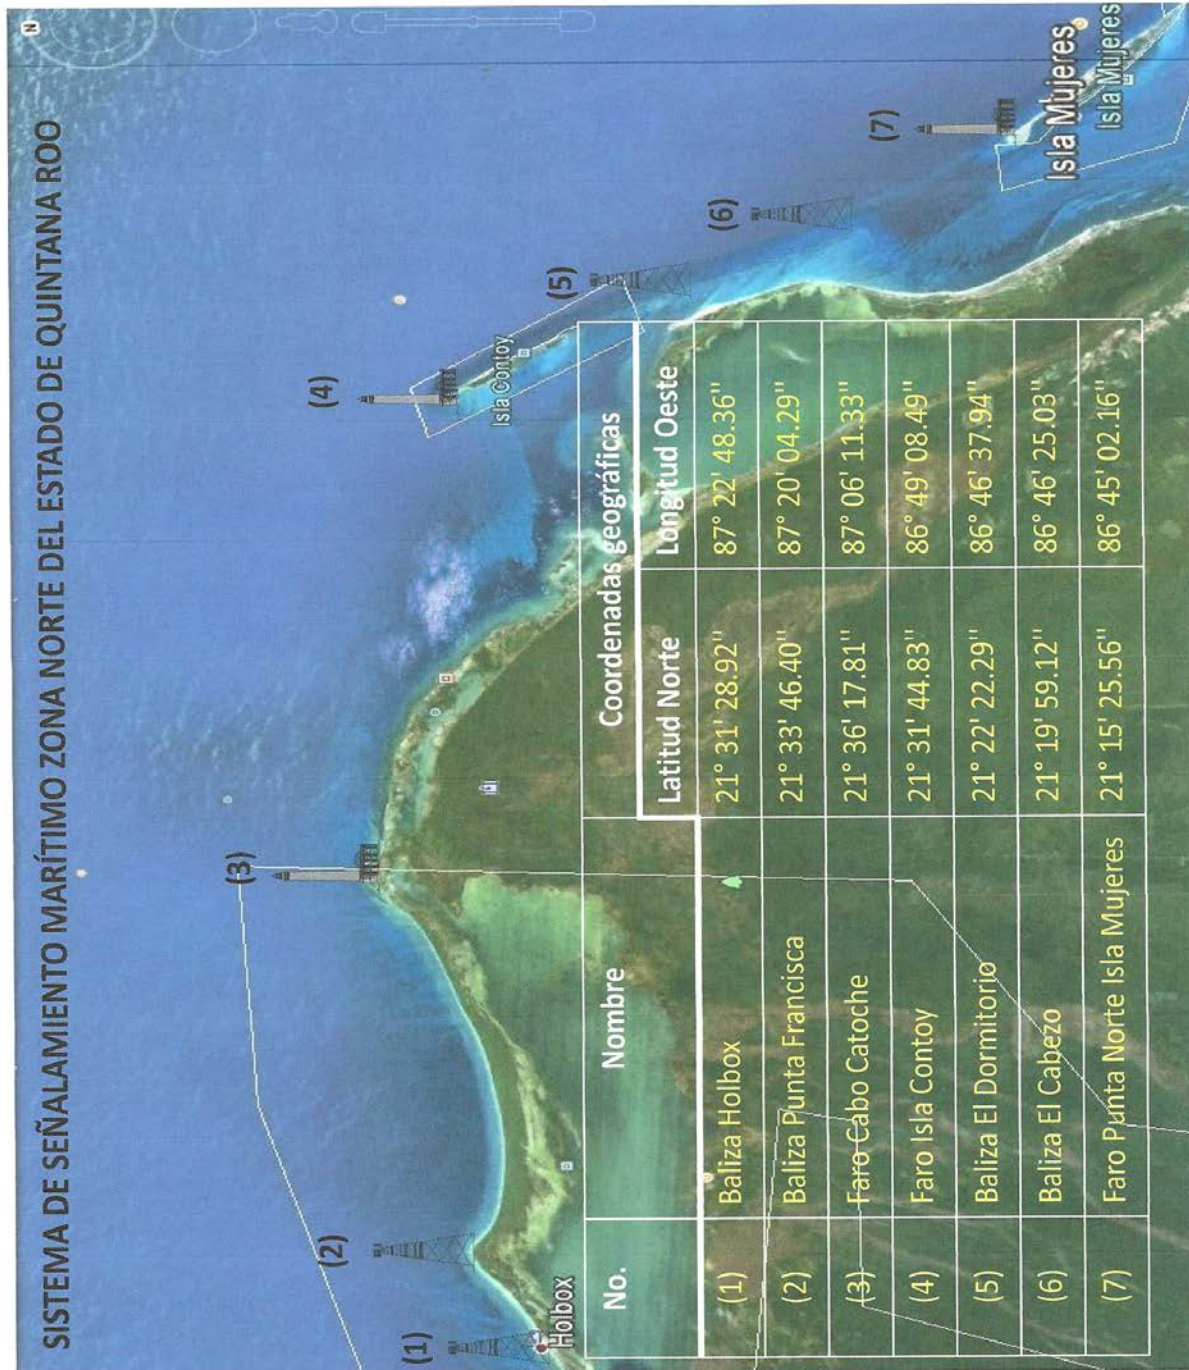 SISTEMA DE SEÑALAMIENTO MARÍTIMO ZONA NORTE DEL ESTADO DE QUINTANA ROO
N
(1)
(2)
(3)
(4)
(5)
(6)
(7)
Holbox
Isla Contoy
Isla Mujeres
Isla Mujeres
No. Nombre Coordenadas geográficas
Latitud Norte Longitud Oeste
(1) Baliza Holbox 21° 31' 28.92" 87° 22' 48.36"
(2) Baliza Punta Francisca 21° 33' 46.40" 87° 20' 04.29"
(3) Faro Cabo Catoche 21° 36' 17.81" 87° 06' 11.33"
(4) Faro Isla Contoy 21° 31' 44.83" 86° 49' 08.49"
(5) Baliza El Dormitorio 21° 22' 22.29" 86° 46' 37.94"
(6) Baliza El Cabezo 21° 19' 59.12" 86° 46' 25.03"
(7) Faro Punta Norte Isla Mujeres 21° 15' 25.56" 86° 45' 02.16"